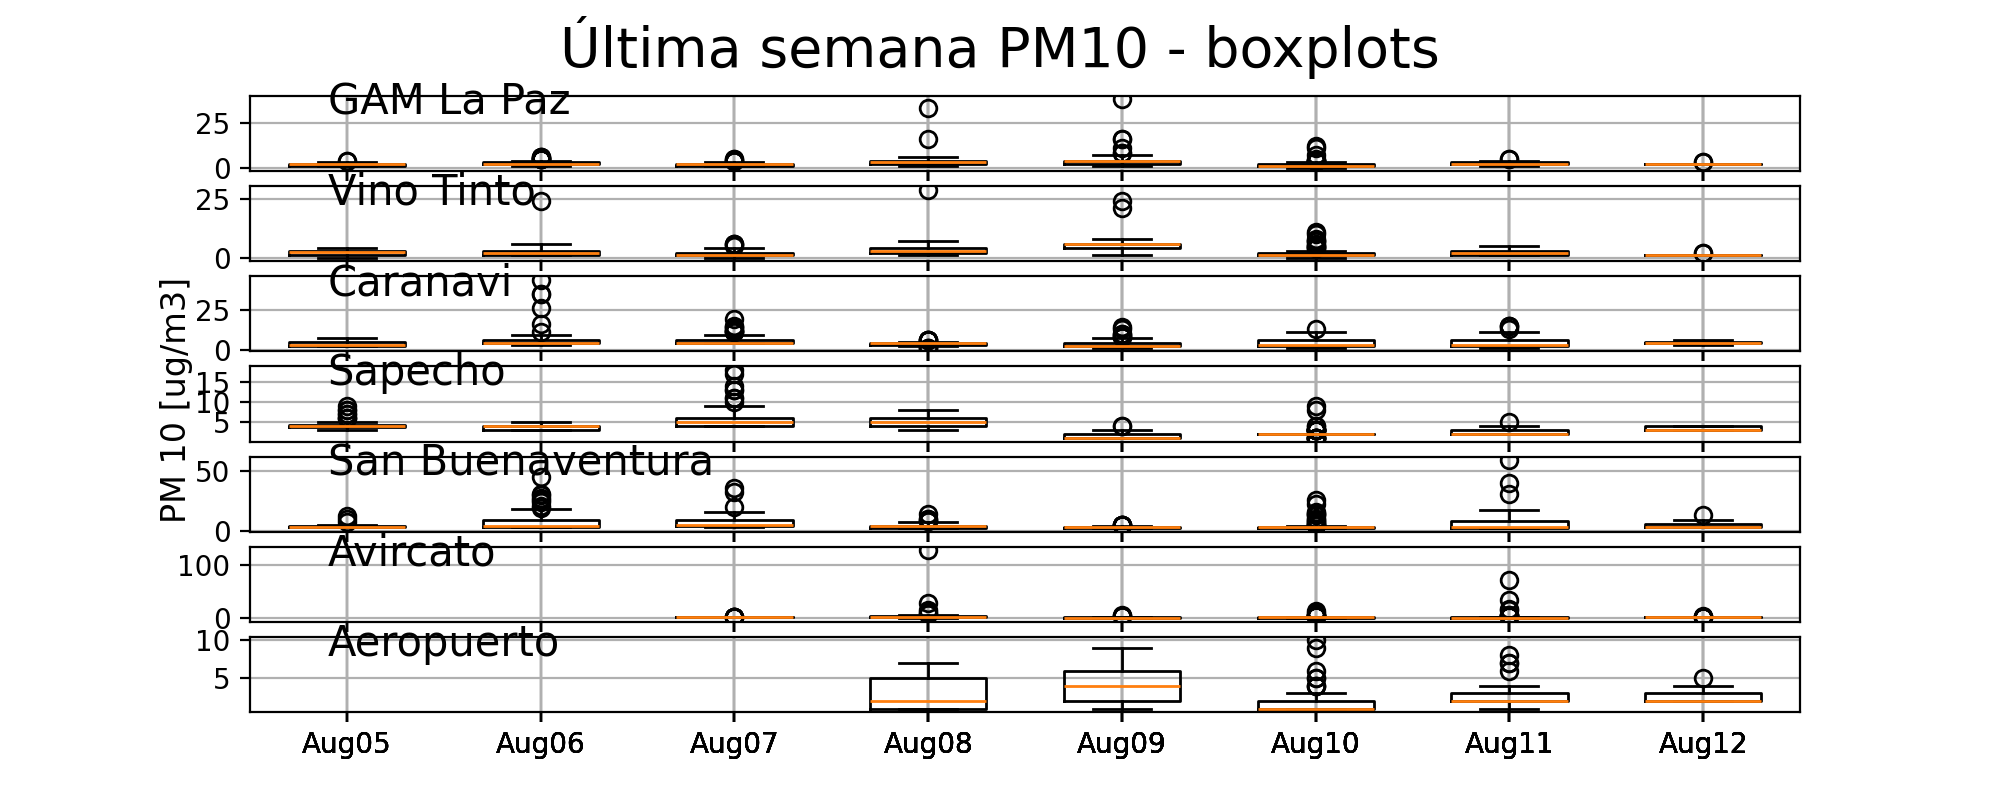 Última semana PM10 - boxplots
GAM La Paz
25
0
Vino Tinto
25
0
Caranavi
25
0
PM 10 [ug/m3]
Sapecho
15
10
5
San Buenaventura
50
0
Avircato
100
0
Aeropuerto
10
5
Aug05 Aug06 Aug07 Aug08 Aug09 Aug10 Aug11 Aug12